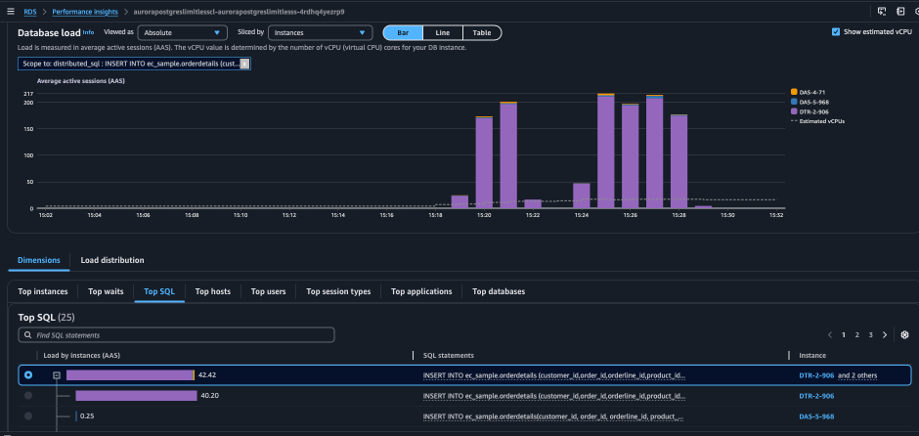 RDS > Performance Insights > aurorapostgreslimitlesscl-aurorapostgreslimitlesss-4rdhq4yezrp9
Database load Info Viewed as Absolute Sliced by Instances Bar Line Table Show estimated vCPU
Load is measured in average active sessions (AAS). The vCPU value is determined by the number of vCPU (virtual CPU) cores for your DB instance.
Scope to: distributed_sql : INSERT INTO ec_sample.orderdetails (cust... x
Average active sessions (AAS)
217
200
150
100
50
0
15:02 15:04 15:06 15:08 15:10 15:12 15:14 15:16 15:18 15:20 15:22 15:24 15:26 15:28 15:30 15:32
DAS-4-71
DAS-5-968
DTR-2-906
Estimated vCPUs
Dimensions Load distribution
Top instances Top waits Top SQL Top hosts Top users Top session types Top applications Top databases
Top SQL (25)
Find SQL statements
< 1 2 3 >
Load by instances (AAS) SQL statements Instance
42.42 INSERT INTO ec_sample.orderdetails (customer_id,order_id,orderline_id,product_id... DTR-2-906 and 2 others
40.20 INSERT INTO ec_sample.orderdetails (customer_id,order_id,orderline_id,product_id... DTR-2-906
0.25 INSERT INTO ec_sample.orderdetails(customer_id, order_id, orderline_id, product_... DAS-5-968